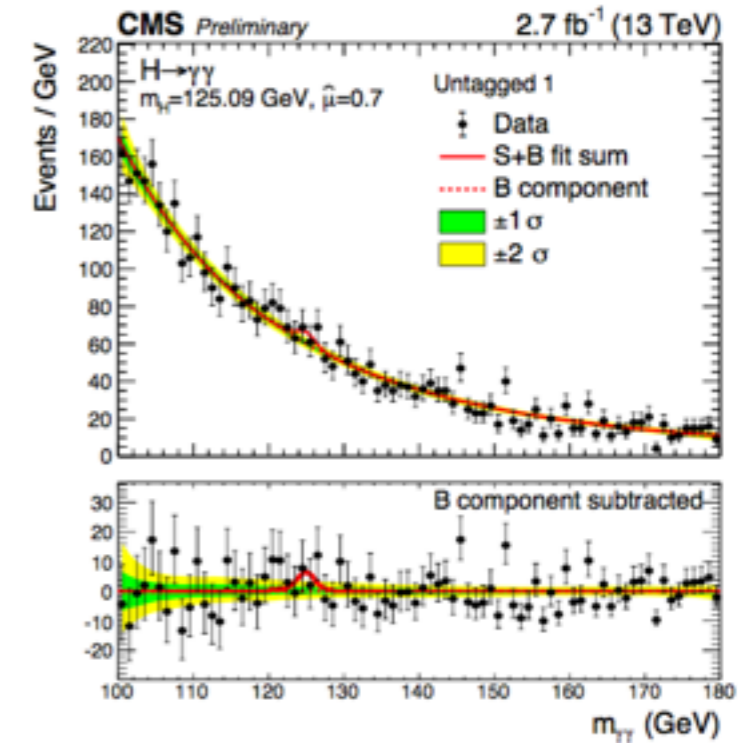 CMS Preliminary 2.7 fb⁻¹ (13 TeV)
H→γγ
m_H=125.09 GeV, μ̂=0.7
Untagged 1
Data
S+B fit sum
B component
±1 σ
±2 σ
Events / GeV
220
200
180
160
140
120
100
80
60
40
20
0
B component subtracted
30
20
10
0
-10
-20
100 110 120 130 140 150 160 170 180
m_γγ (GeV)